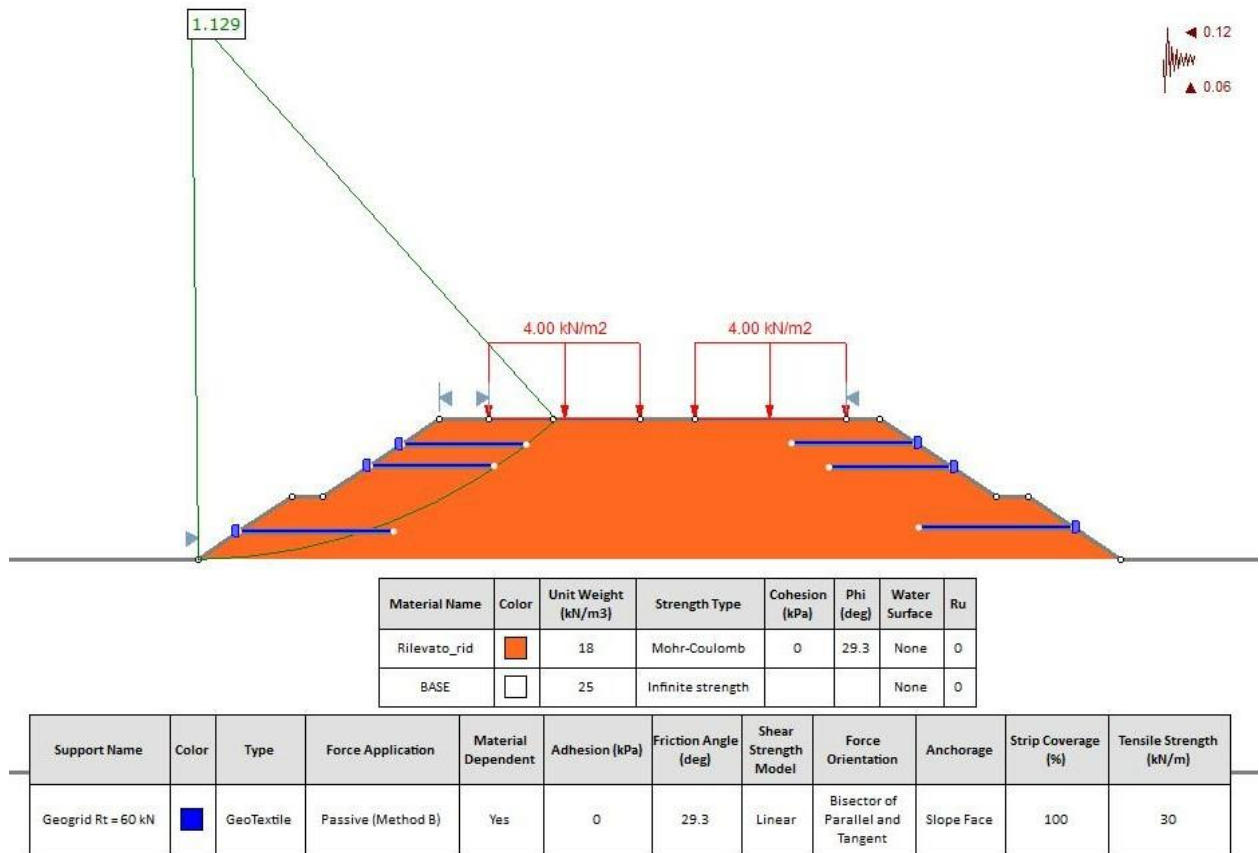 1.129
◄ 0.12
▲ 0.06
4.00 kN/m2 4.00 kN/m2
Material Name Color Unit Weight (kN/m3) Strength Type Cohesion (kPa) Phi (deg) Water Surface Ru
Rilevato_rid 18 Mohr-Coulomb 0 29.3 None 0
BASE 25 Infinite strength None 0
Support Name Color Type Force Application Material Dependent Adhesion (kPa) Friction Angle (deg) Shear Strength Model Force Orientation Anchorage Strip Coverage (%) Tensile Strength (kN/m)
Geogrid Rt = 60 kN GeoTextile Passive (Method B) Yes 0 29.3 Linear Bisector of Parallel and Tangent Slope Face 100 30